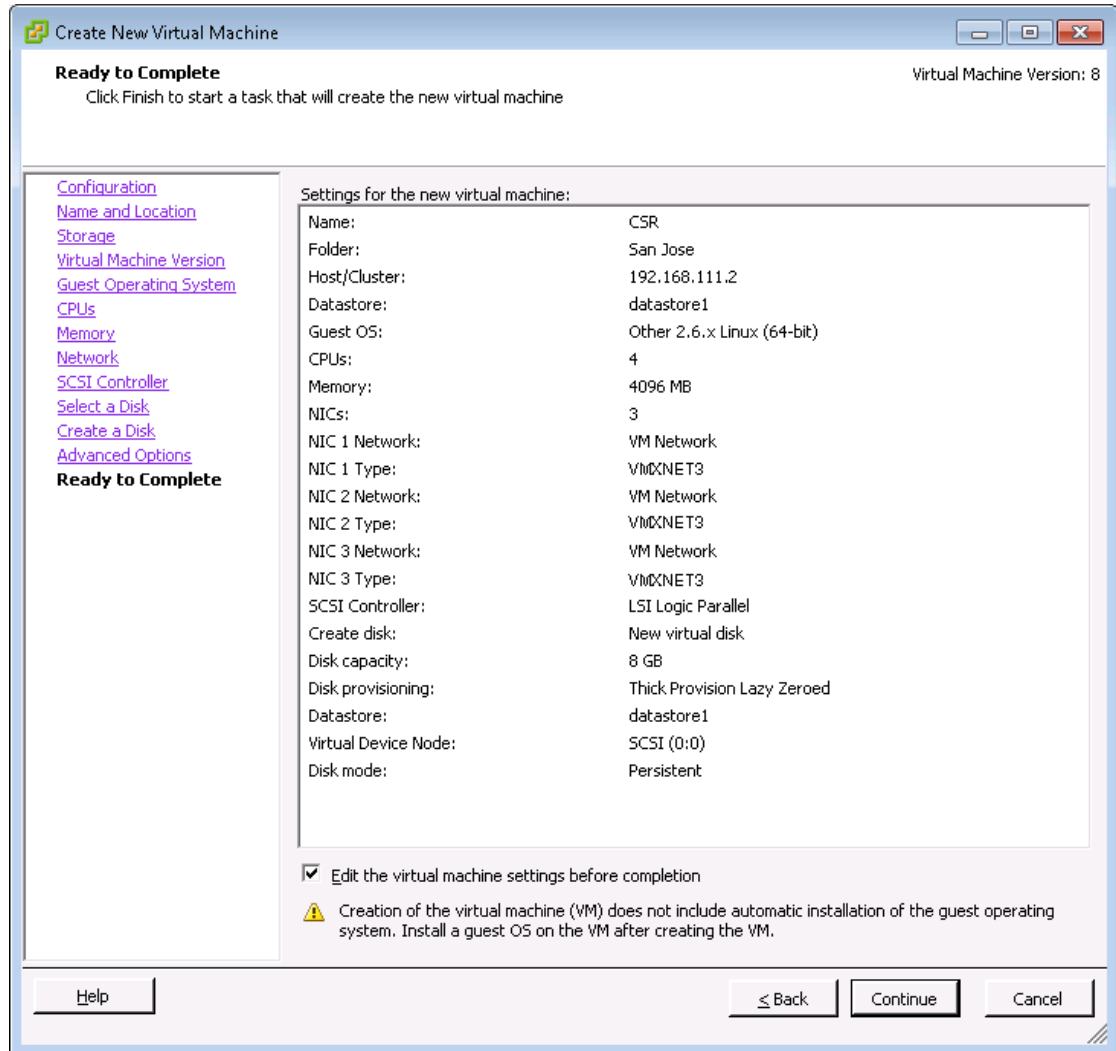 Create New Virtual Machine
Ready to Complete
Virtual Machine Version: 8
Click Finish to start a task that will create the new virtual machine
Configuration
Name and Location
Storage
Virtual Machine Version
Guest Operating System
CPUs
Memory
Network
SCSI Controller
Select a Disk
Create a Disk
Advanced Options
Ready to Complete
Settings for the new virtual machine:
Name: CSR
Folder: San Jose
Host/Cluster: 192.168.111.2
Datastore: datastore1
Guest OS: Other 2.6.x Linux (64-bit)
CPUs: 4
Memory: 4096 MB
NICs: 3
NIC 1 Network: VM Network
NIC 1 Type: VMXNET3
NIC 2 Network: VM Network
NIC 2 Type: VMXNET3
NIC 3 Network: VM Network
NIC 3 Type: VMXNET3
SCSI Controller: LSI Logic Parallel
Create disk: New virtual disk
Disk capacity: 8 GB
Disk provisioning: Thick Provision Lazy Zeroed
Datastore: datastore1
Virtual Device Node: SCSI (0:0)
Disk mode: Persistent
Edit the virtual machine settings before completion
Creation of the virtual machine (VM) does not include automatic installation of the guest operating
system. Install a guest OS on the VM after creating the VM.
Help
≤ Back
Continue
Cancel